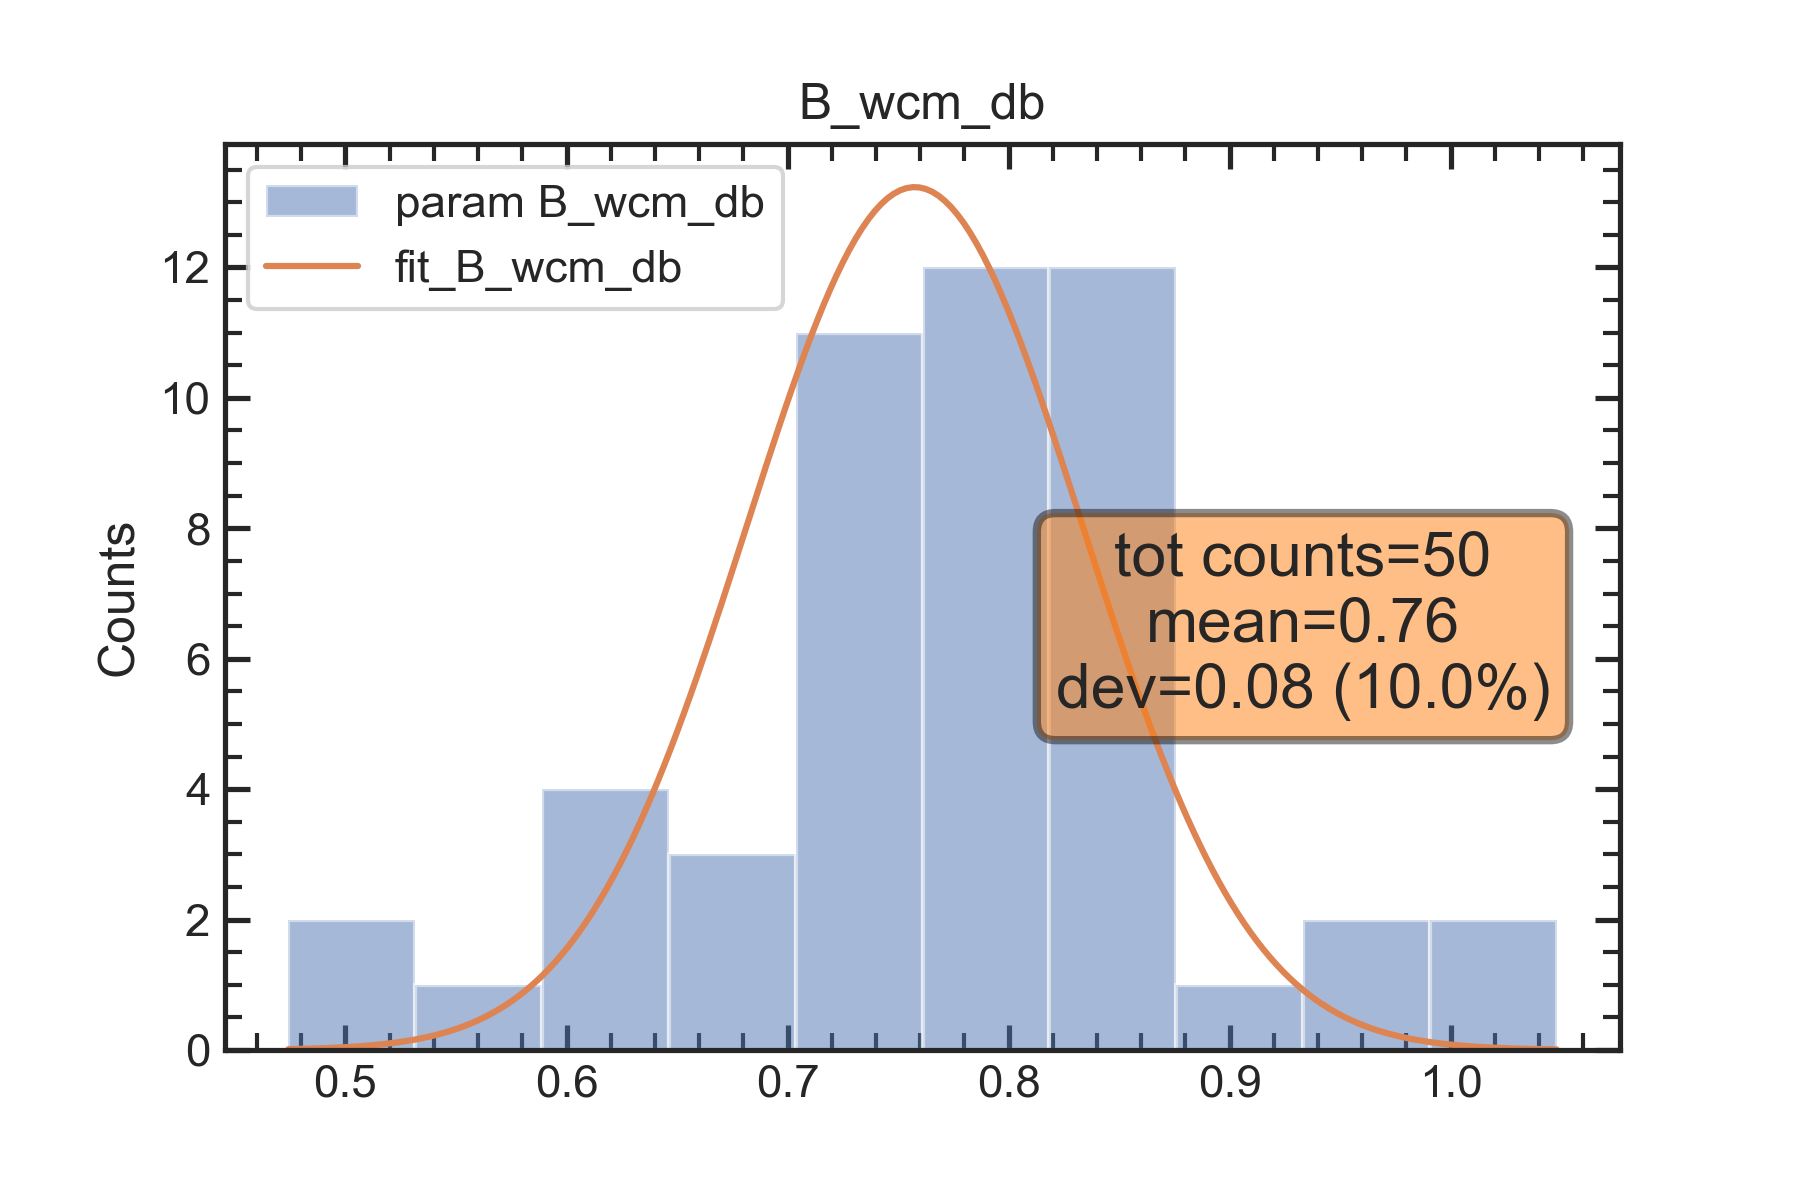 B_wcm_db
param B_wcm_db
fit_B_wcm_db
Counts
12
10
8
6
4
2
0
tot counts=50
mean=0.76
dev=0.08 (10.0%)
0.5 0.6 0.7 0.8 0.9 1.0